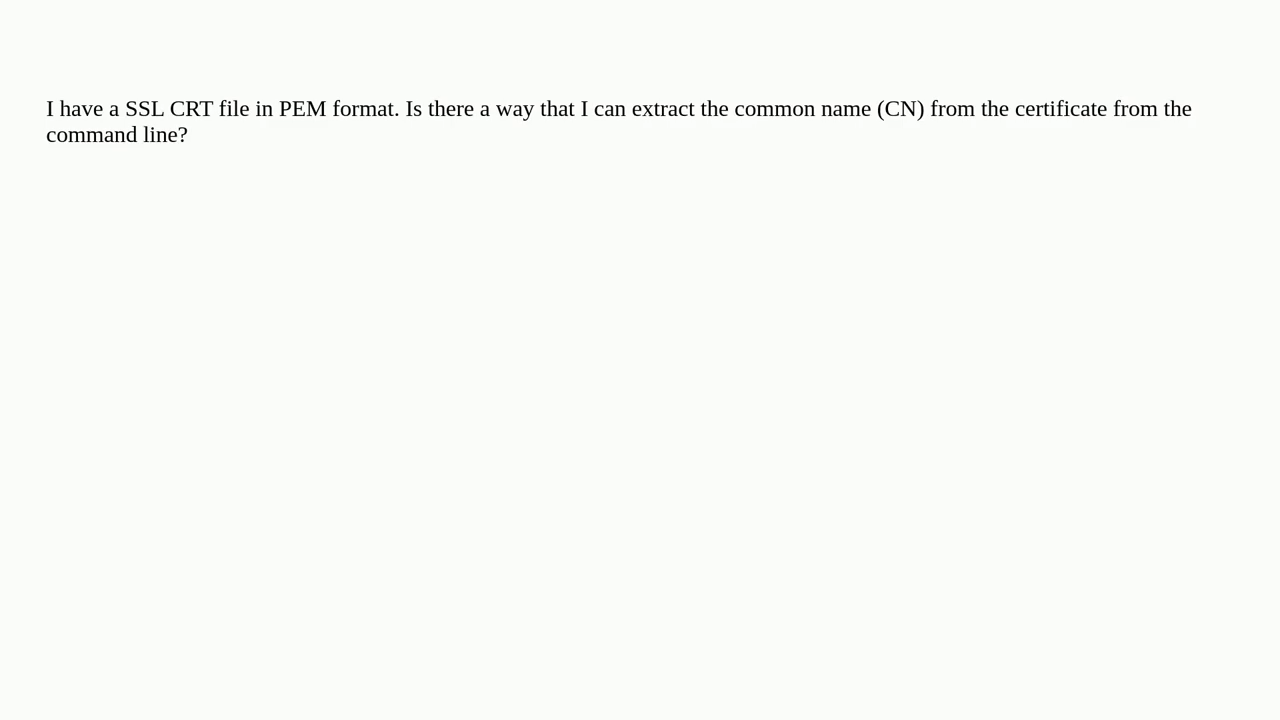 I have a SSL CRT file in PEM format. Is there a way that I can extract the common name (CN) from the certificate from the
command line?